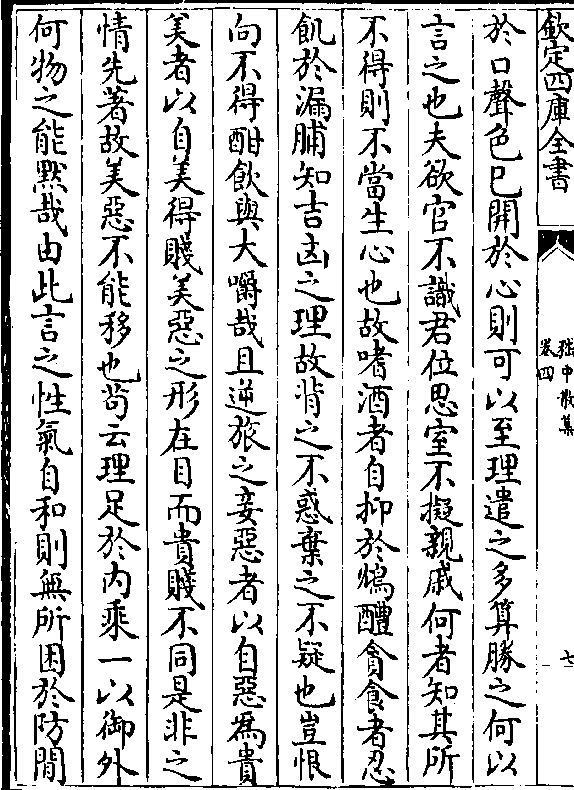 欽定四庫全書
嵇中散集
卷四
七
於口聲色已開於心則可以至理遣之多算勝之何以
言之也夫欲官不識君位思室不擬親戚何者知其所
不得則不當生心也故嗜酒者自抑於鴆醴貪食者忍
飢於漏脯知吉凶之理故背之不惑棄之不疑也豈恨
向不得酣飲與大嚼哉且逆旅之妾惡者以自惡為貴
美者以自美得賤美惡之形在目而貴賤不同是非之
情先著故美惡不能移也苟云理足於內乘一以御外
何物之能黙哉由此言之性氣自和則無所困於防閒